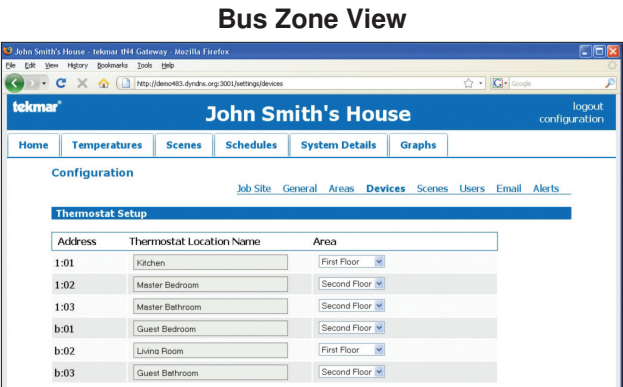 Bus Zone View
John Smith's House - tekmar tN4 Gateway - Mozilla Firefox
File Edit View History Bookmarks Tools Help
http://demo483.dyndns.org:3001/settings/devices
Google
tekmar®
John Smith's House
logout
configuration
Home Temperatures Scenes Schedules System Details Graphs
Configuration
Job Site General Areas Devices Scenes Users Email Alerts
Thermostat Setup
Address Thermostat Location Name Area
1:01 Kitchen First Floor
1:02 Master Bedroom Second Floor
1:03 Master Bathroom Second Floor
b:01 Guest Bedroom Second Floor
b:02 Living Room First Floor
b:03 Guest Bathroom Second Floor